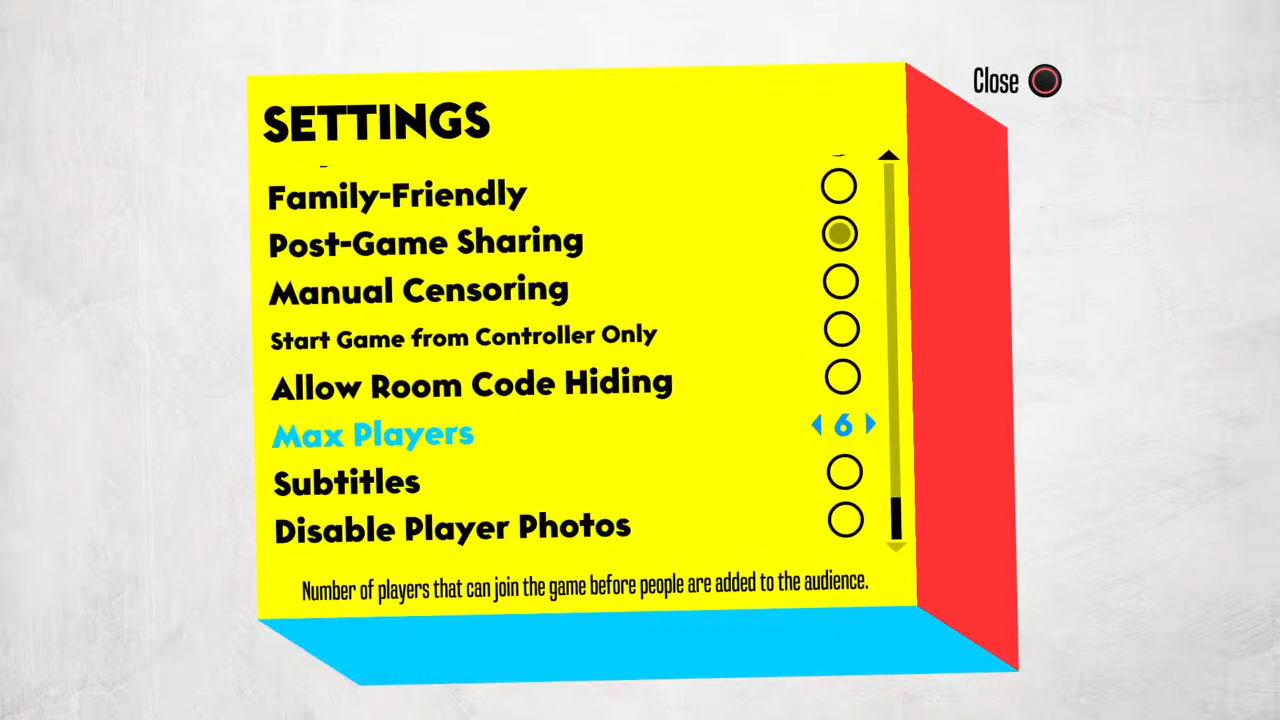 Close
SETTINGS
Family-Friendly
Post-Game Sharing
Manual Censoring
Start Game from Controller Only
Allow Room Code Hiding
Max Players 6
Subtitles
Disable Player Photos
Number of players that can join the game before people are added to the audience.